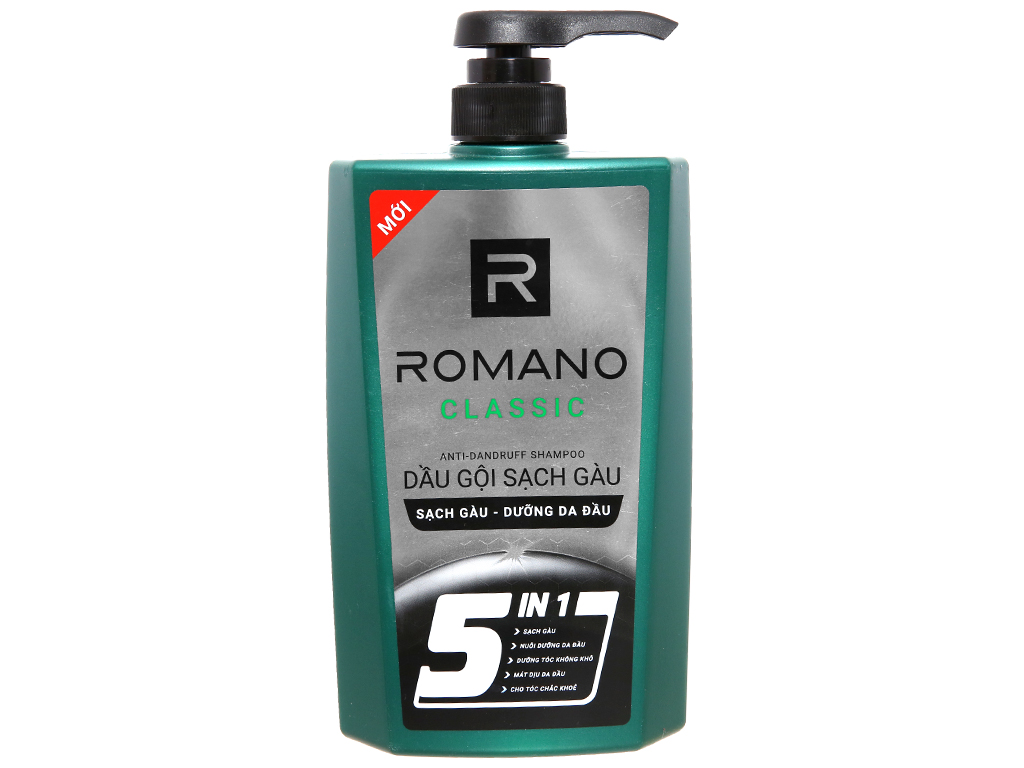 MỚI
R
ROMANO
CLASSIC
ANTI-DANDRUFF SHAMPOO
DẦU GỘI SẠCH GÀU
SẠCH GÀU - DƯỠNG DA ĐẦU
5 IN 1
SẠCH GÀU
NUÔI DƯỠNG DA ĐẦU
DƯỠNG TÓC KHÔNG KHÔ
MÁT DỊU DA ĐẦU
CHO TÓC CHẮC KHOẺ